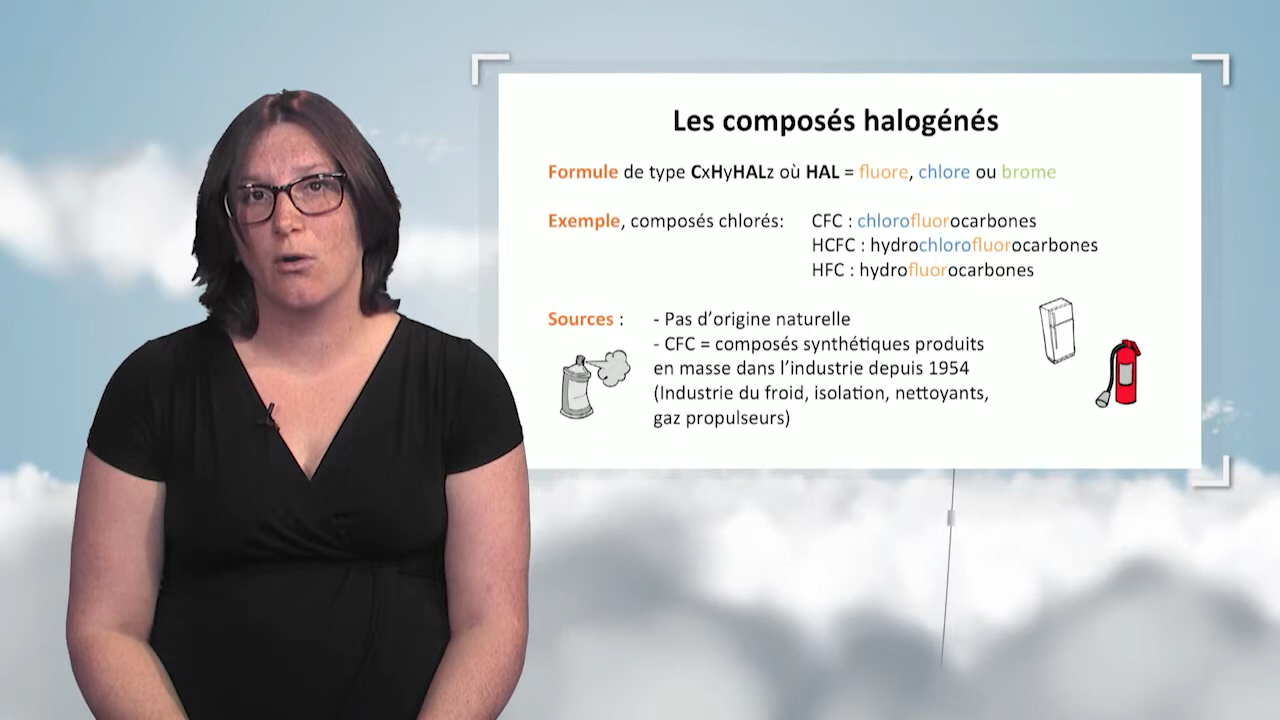 Les composés halogénés
Formule de type CxHyHALz où HAL = fluore, chlore ou brome
Exemple, composés chlorés: CFC : chlorofluorocarbones
HCFC : hydrochlorofluorocarbones
HFC : hydrofluorocarbones
Sources : - Pas d’origine naturelle
- CFC = composés synthétiques produits
en masse dans l’industrie depuis 1954
(Industrie du froid, isolation, nettoyants,
gaz propulseurs)